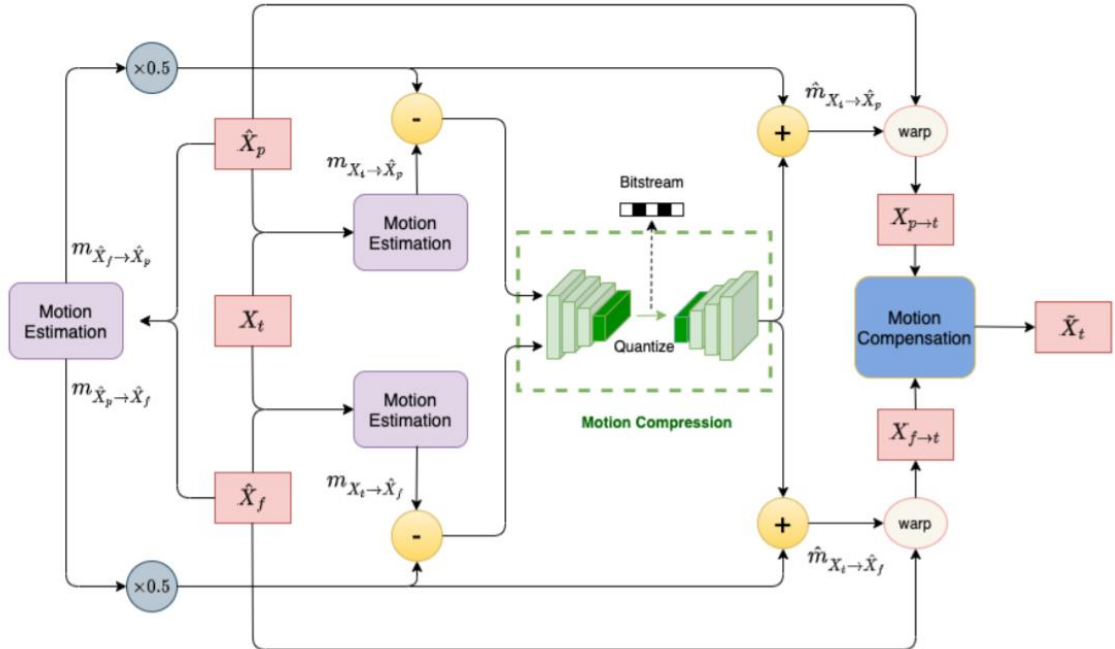 ×0.5
-
+
m̂_{X_t→X̂_p}
warp
X̂_p
m_{X_t→X̂_p}
Bitstream
X_{p→t}
Motion
Estimation
m_{X̂_f→X̂_p}
Motion
Estimation
X_t
Quantize
Motion
Compensation
X̃_t
m_{X̂_p→X̂_f}
Motion
Estimation
Motion Compression
X_{f→t}
X̂_f
m_{X_t→X̂_f}
-
+
warp
m̂_{X_t→X̂_f}
×0.5